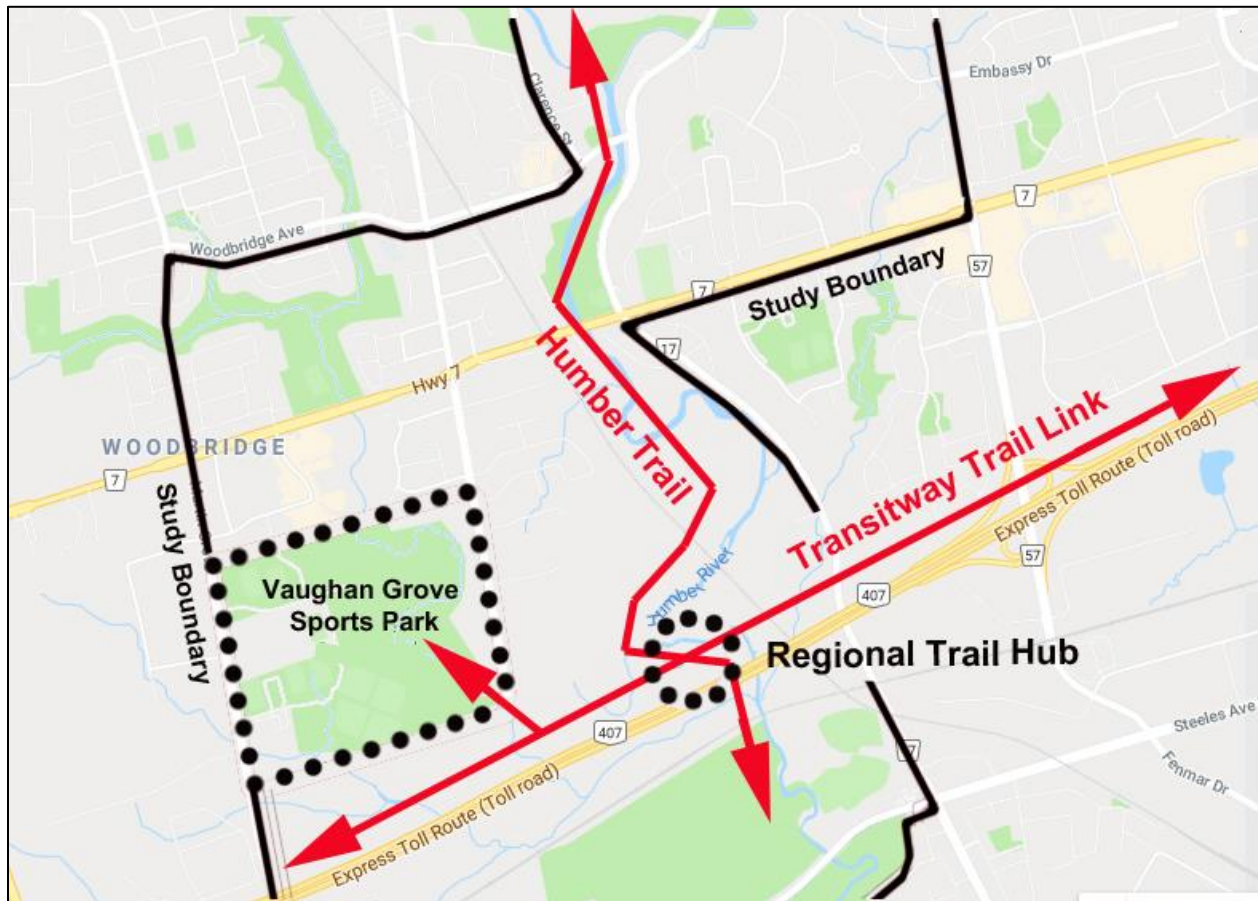 Embassy Dr
Clarence St
7
Woodbridge Ave
57
Study Boundary
7
17
Hwy 7
Humber Trail
WOODBRIDGE
7
Transitway Trail Link
Express Toll Route (Toll road)
57
Study Boundary
407
Vaughan Grove
Sports Park
Humber River
Regional Trail Hub
407
Steeles Ave
Fenmar Dr
Express Toll Route (Toll road)